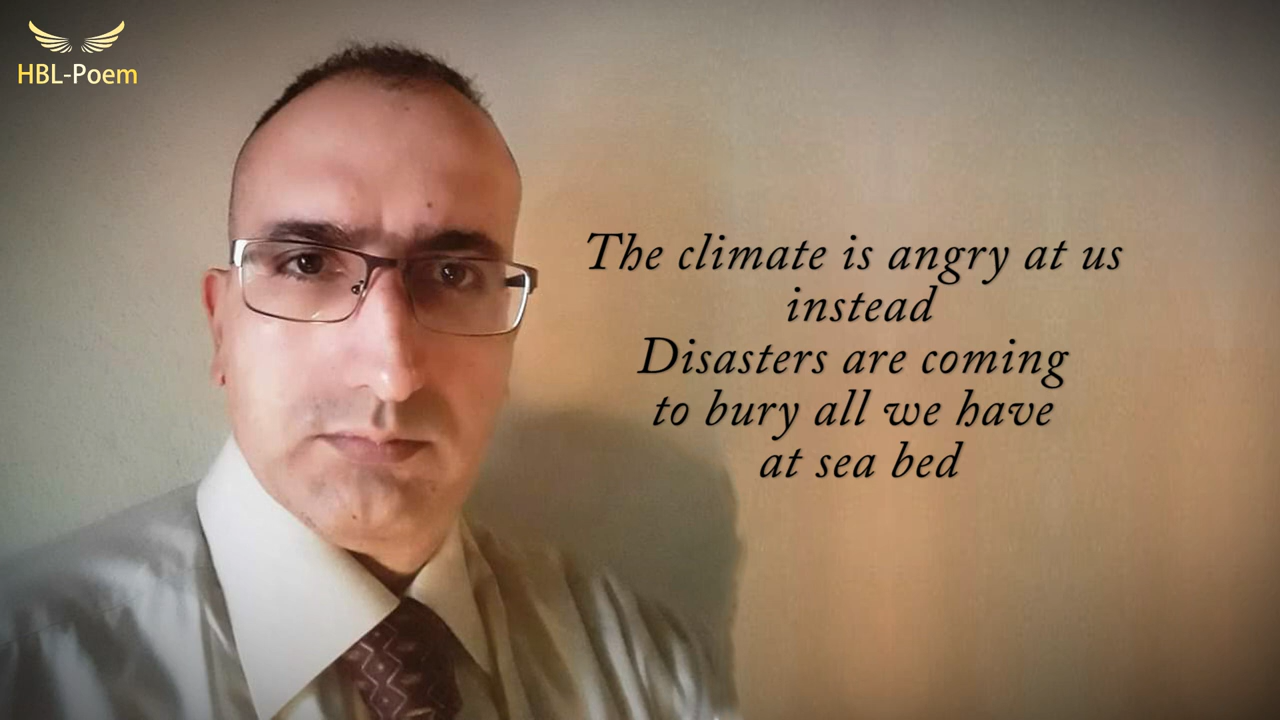 HBL-Poem
The climate is angry at us
instead
Disasters are coming
to bury all we have
at sea bed